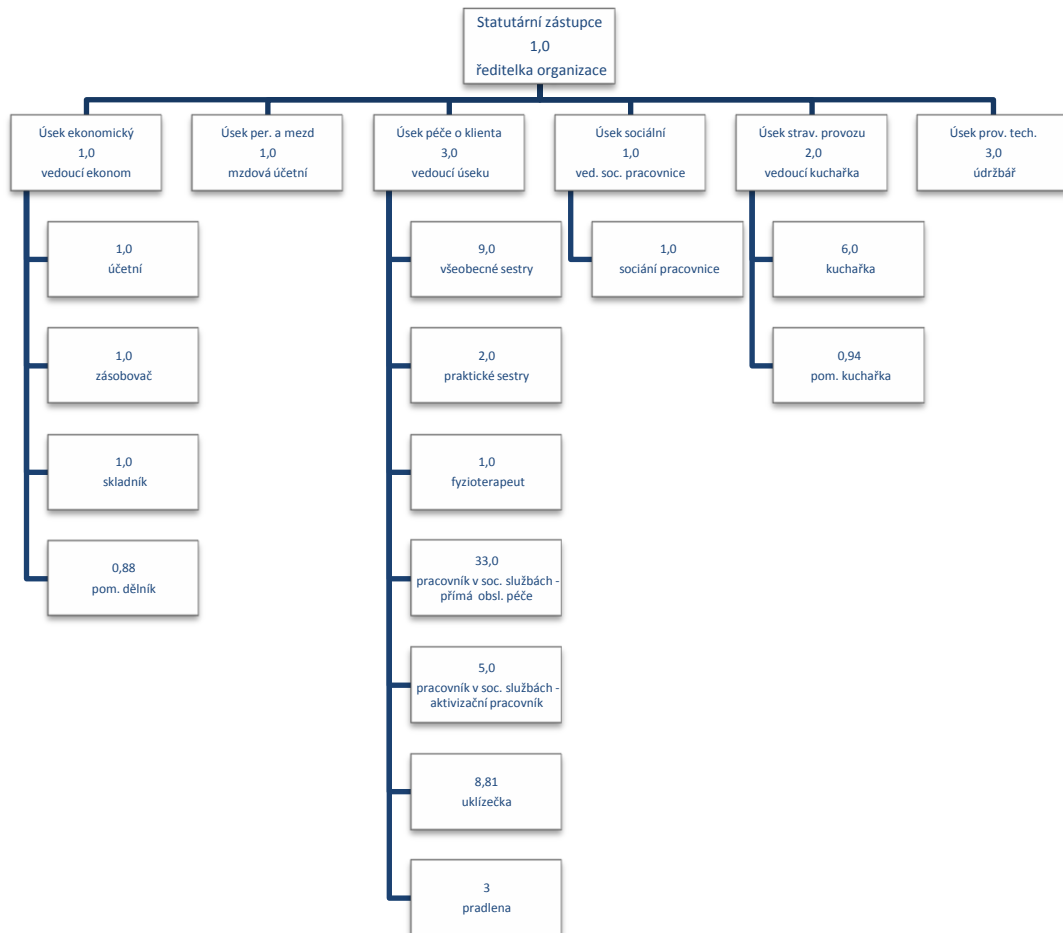 Statutární zástupce
1,0
ředitelka organizace
Úsek ekonomický
1,0
vedoucí ekonom
Úsek per. a mezd
1,0
mzdová účetní
Úsek péče o klienta
3,0
vedoucí úseku
Úsek sociální
1,0
ved. soc. pracovnice
Úsek strav. provozu
2,0
vedoucí kuchařka
Úsek prov. tech.
3,0
údržbář
1,0
účetní
1,0
zásobovač
1,0
skladník
0,88
pom. dělník
9,0
všeobecné sestry
2,0
praktické sestry
1,0
fyzioterapeut
33,0
pracovník v soc. službách -
přímá obsl. péče
5,0
pracovník v soc. službách -
aktivizační pracovník
8,81
uklízečka
3
pradlena
1,0
sociání pracovnice
6,0
kuchařka
0,94
pom. kuchařka